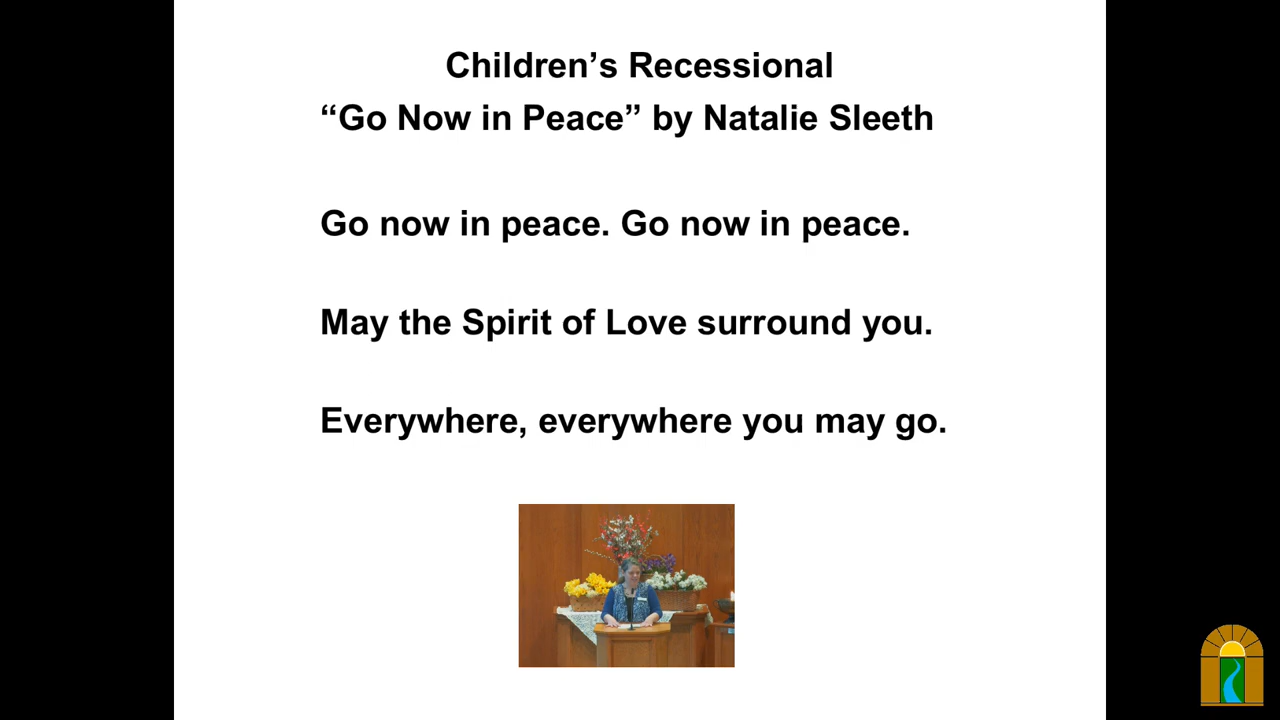 Children’s Recessional
“Go Now in Peace” by Natalie Sleeth
Go now in peace. Go now in peace.
May the Spirit of Love surround you.
Everywhere, everywhere you may go.